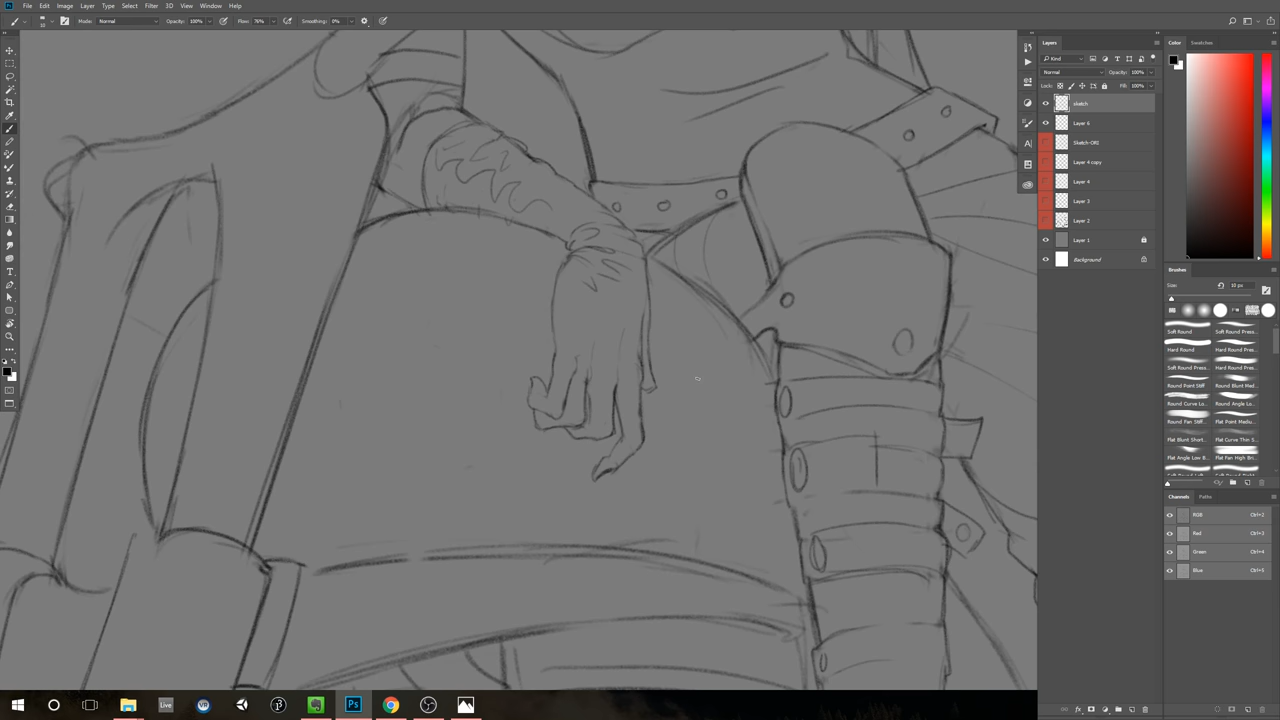 File Edit Image Layer Type Select Filter 3D View Window Help
10 Mode: Normal Opacity: 100% Flow: 76% Smoothing: 0%
Layers
Kind
Normal Opacity: 100%
Lock: Fill: 100%
sketch
Layer 6
Sketch-ORI
Layer 4 copy
Layer 4
Layer 3
Layer 2
Layer 1
Background
Color Swatches
Brushes
Size: 10 px
Soft Round Soft Round Press...
Hard Round Hard Round Pres...
Soft Round Press... Hard Round Pres...
Round Point Stiff Round Blunt Med...
Round Curve Lo... Round Angle Lo...
Round Fan Stiff... Flat Point Mediu...
Flat Blunt Short... Flat Curve Thin S...
Flat Angle Low B... Flat Fan High Bri...
Channels Paths
RGB Ctrl+2
Red Ctrl+3
Green Ctrl+4
Blue Ctrl+5
Live VR Ps